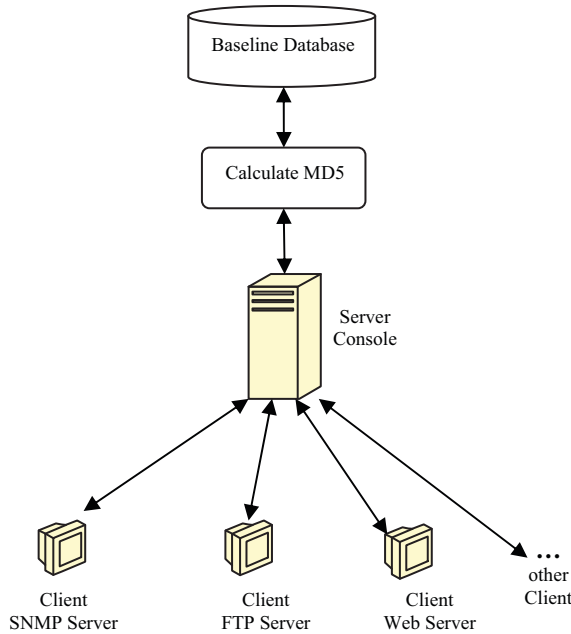 Baseline Database
Calculate MD5
Server
Console
...
other
Client
Client
SNMP Server
Client
FTP Server
Client
Web Server